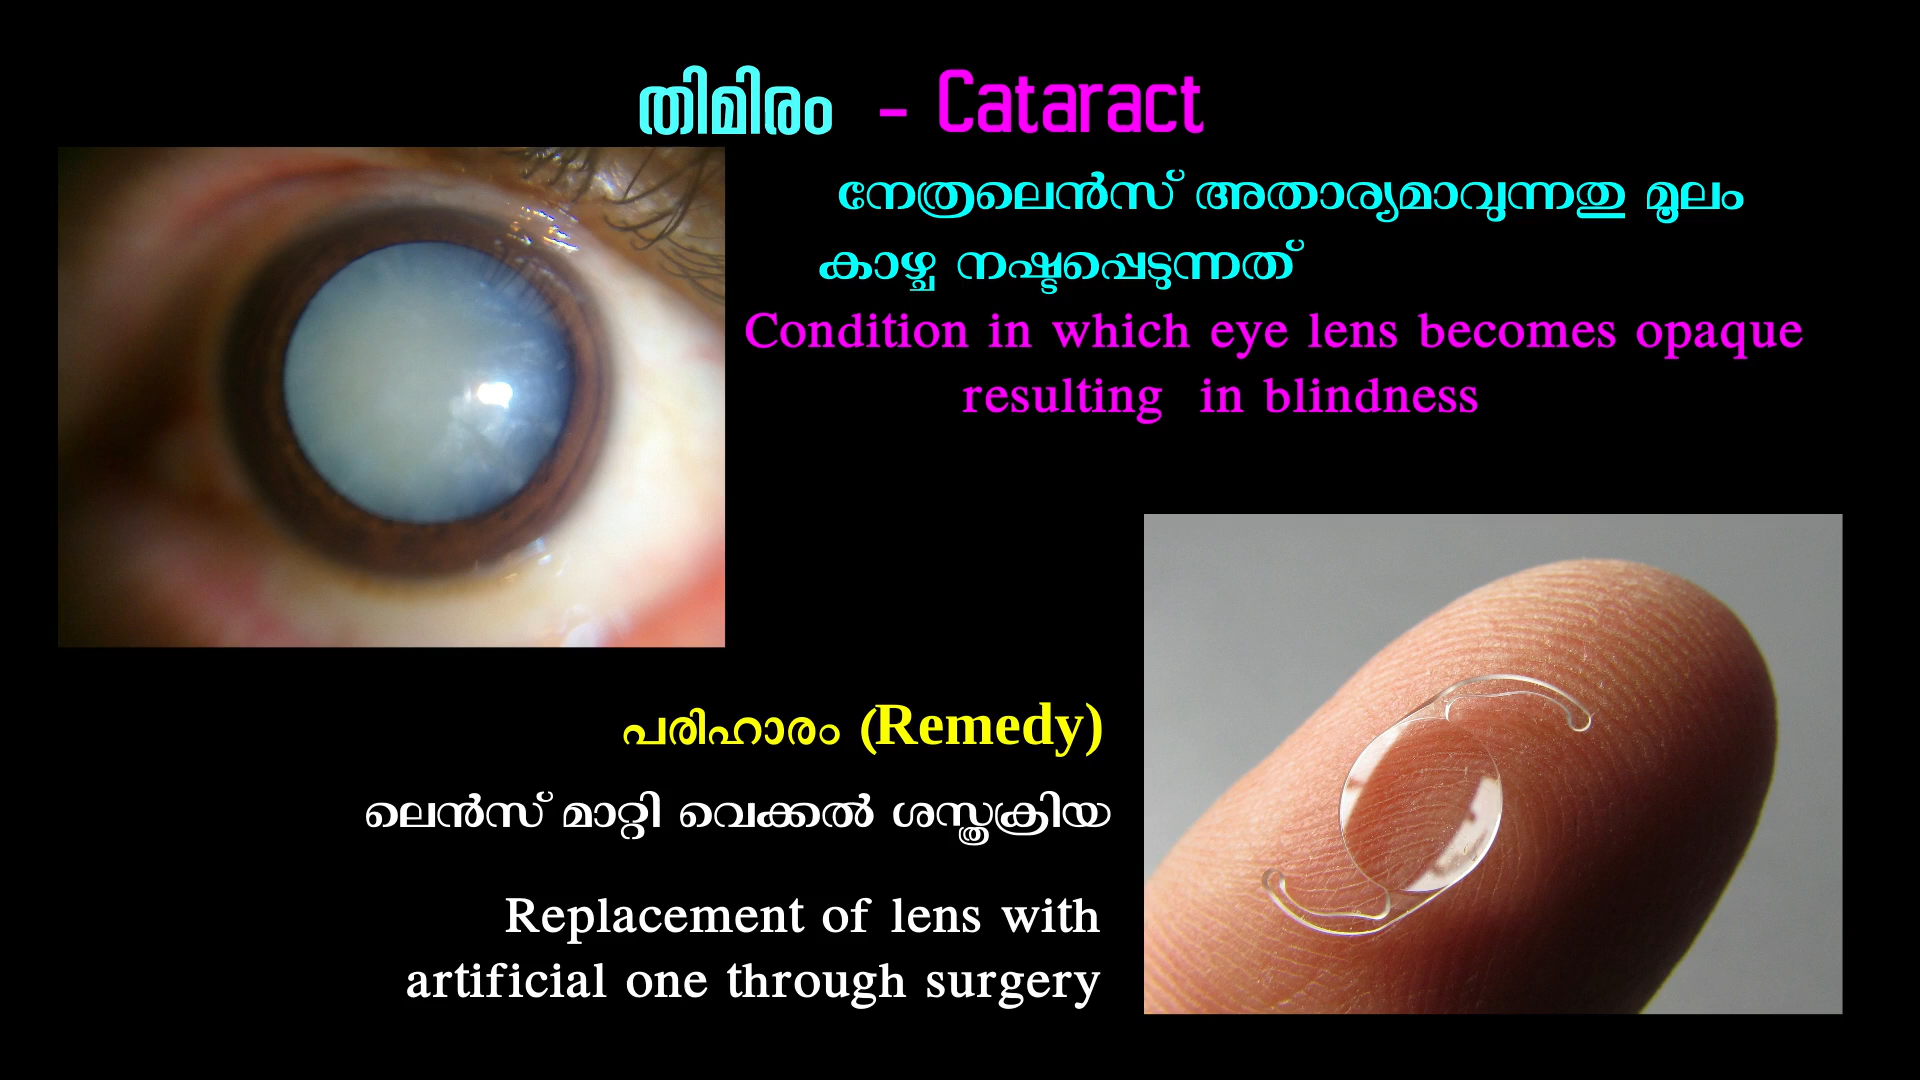 തിമിരം - Cataract
നേത്രലെൻസ് അതാര്യമാവുന്നതു മൂലം
കാഴ്ച നഷ്ടപ്പെടുന്നത്
Condition in which eye lens becomes opaque
resulting in blindness
പരിഹാരം (Remedy)
ലെൻസ് മാറ്റി വെക്കൽ ശസ്ത്രക്രിയ
Replacement of lens with
artificial one through surgery